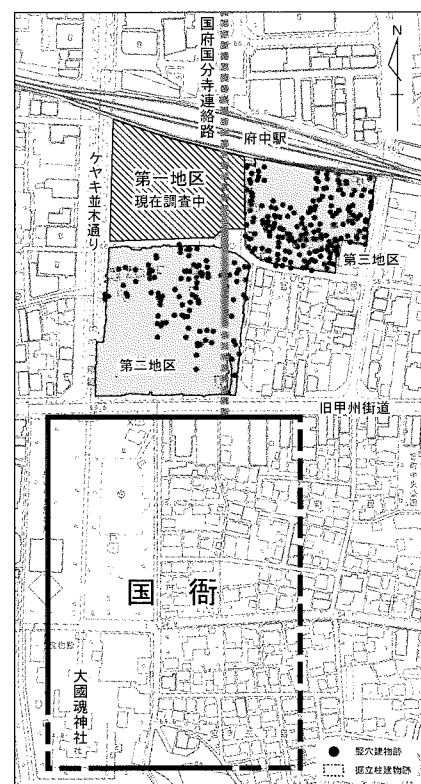 国府国分寺連絡路
N
府中駅
ケヤキ並木通り
第一地区
現在調査中
第三地区
第二地区
旧甲州街道
国衙
大國魂神社
竪穴建物跡
掘立柱建物跡